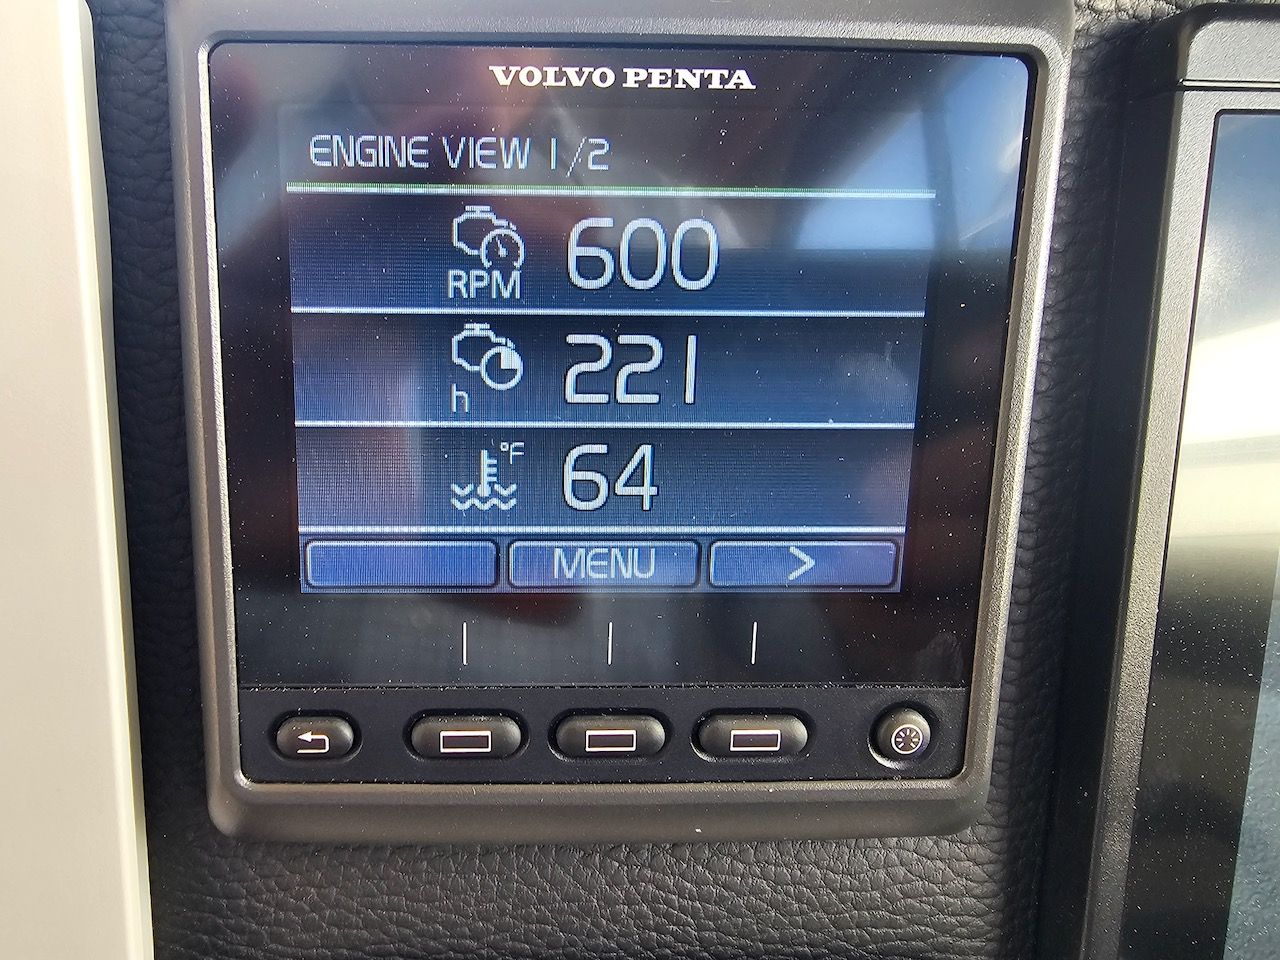 VOLVO PENTA
ENGINE VIEW 1/2
RPM 600
h 221
°F 64
MENU >